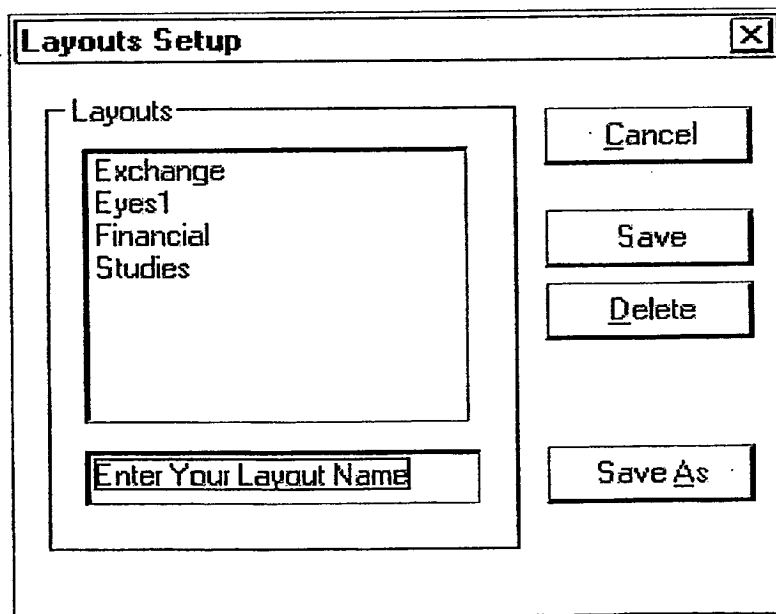 Layouts Setup
Layouts
Exchange
Eyes1
Financial
Studies
Enter Your Layout Name
Cancel
Save
Delete
Save As